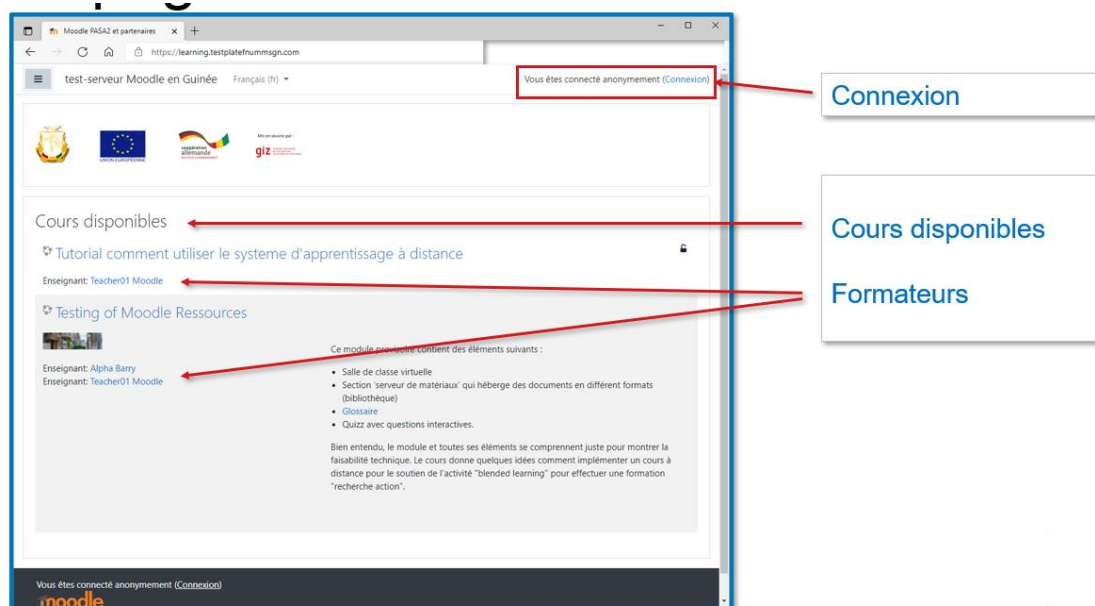 Moodle PASA2 et partenaires
https://learning.testplatefnummsgn.com
test-serveur Moodle en Guinée Français (fr)
Vous êtes connecté anonymement (Connexion)
Connexion
UNION EUROPÉENNE
coopération
allemande
Mis en œuvre par :
giz
Cours disponibles
Cours disponibles
Tutorial comment utiliser le systeme d'apprentissage à distance
Enseignant: Teacher01 Moodle
Formateurs
Testing of Moodle Ressources
Enseignant: Alpha Barry
Enseignant: Teacher01 Moodle
Ce module provisoire contient des éléments suivants :
• Salle de classe virtuelle
• Section 'serveur de matériaux' qui héberge des documents en différent formats
(bibliothèque)
• Glossaire
• Quizz avec questions interactives.
Bien entendu, le module et toutes ses éléments se comprennent juste pour montrer la
faisabilité technique. Le cours donne quelques idées comment implémenter un cours à
distance pour le soutien de l'activité "blended learning" pour effectuer une formation
"recherche action".
Vous êtes connecté anonymement (Connexion)
moodle